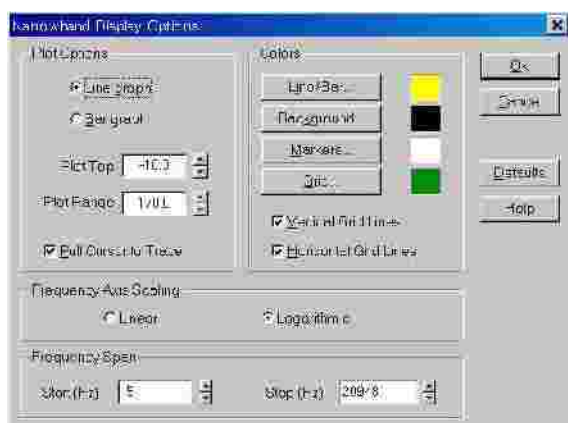 Narrowband Display Options
Plot Options
Line graph
Bar graph
Plot Top -10.0
Plot Range
Pull Cursor to Trace
Colors
Line/Bar...
Background
Markers...
Grid...
Vertical Grid Lines
Horizontal Grid Lines
Ok
Cancel
Defaults
Help
Frequency Axis Scaling
Linear
Logarithmic
Frequency Span
Start (Hz)
Stop (Hz)